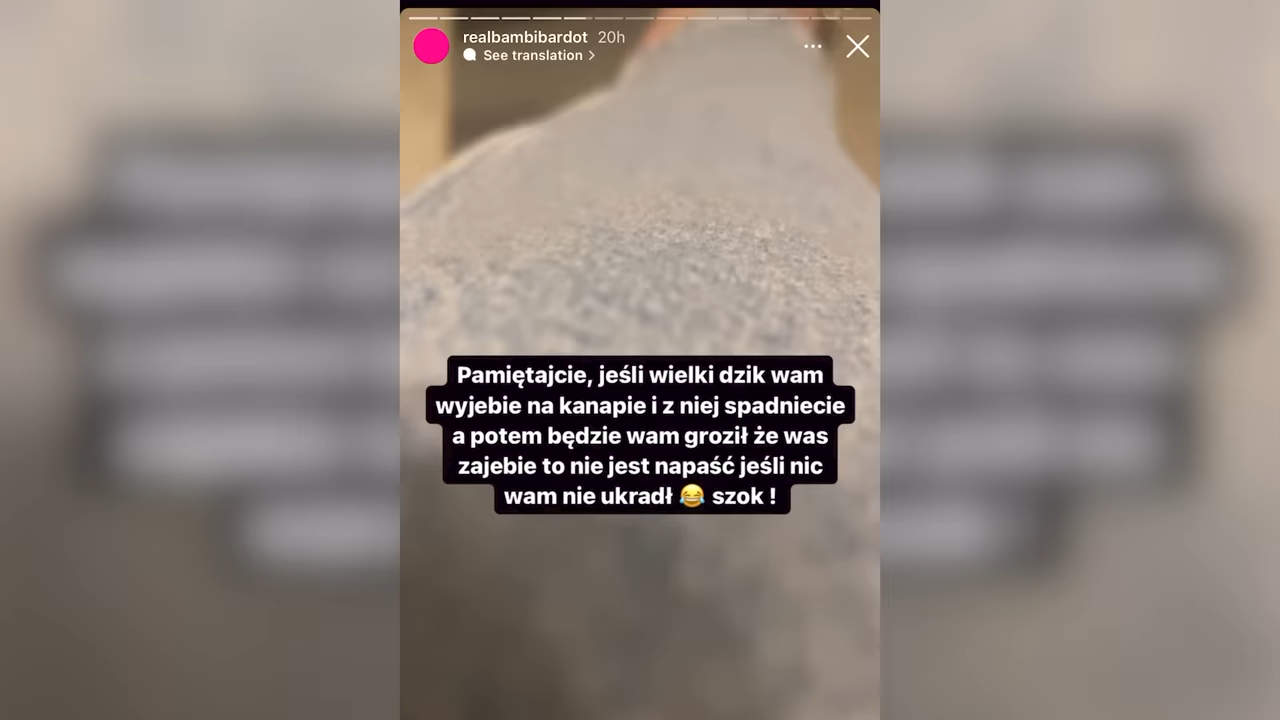 realbambibardot 20h
See translation >
Pamiętajcie, jeśli wielki dzik wam
wyjebie na kanapie i z niej spadniecie
a potem będzie wam groził że was
zajebie to nie jest napaść jeśli nic
wam nie ukradł 😂 szok !